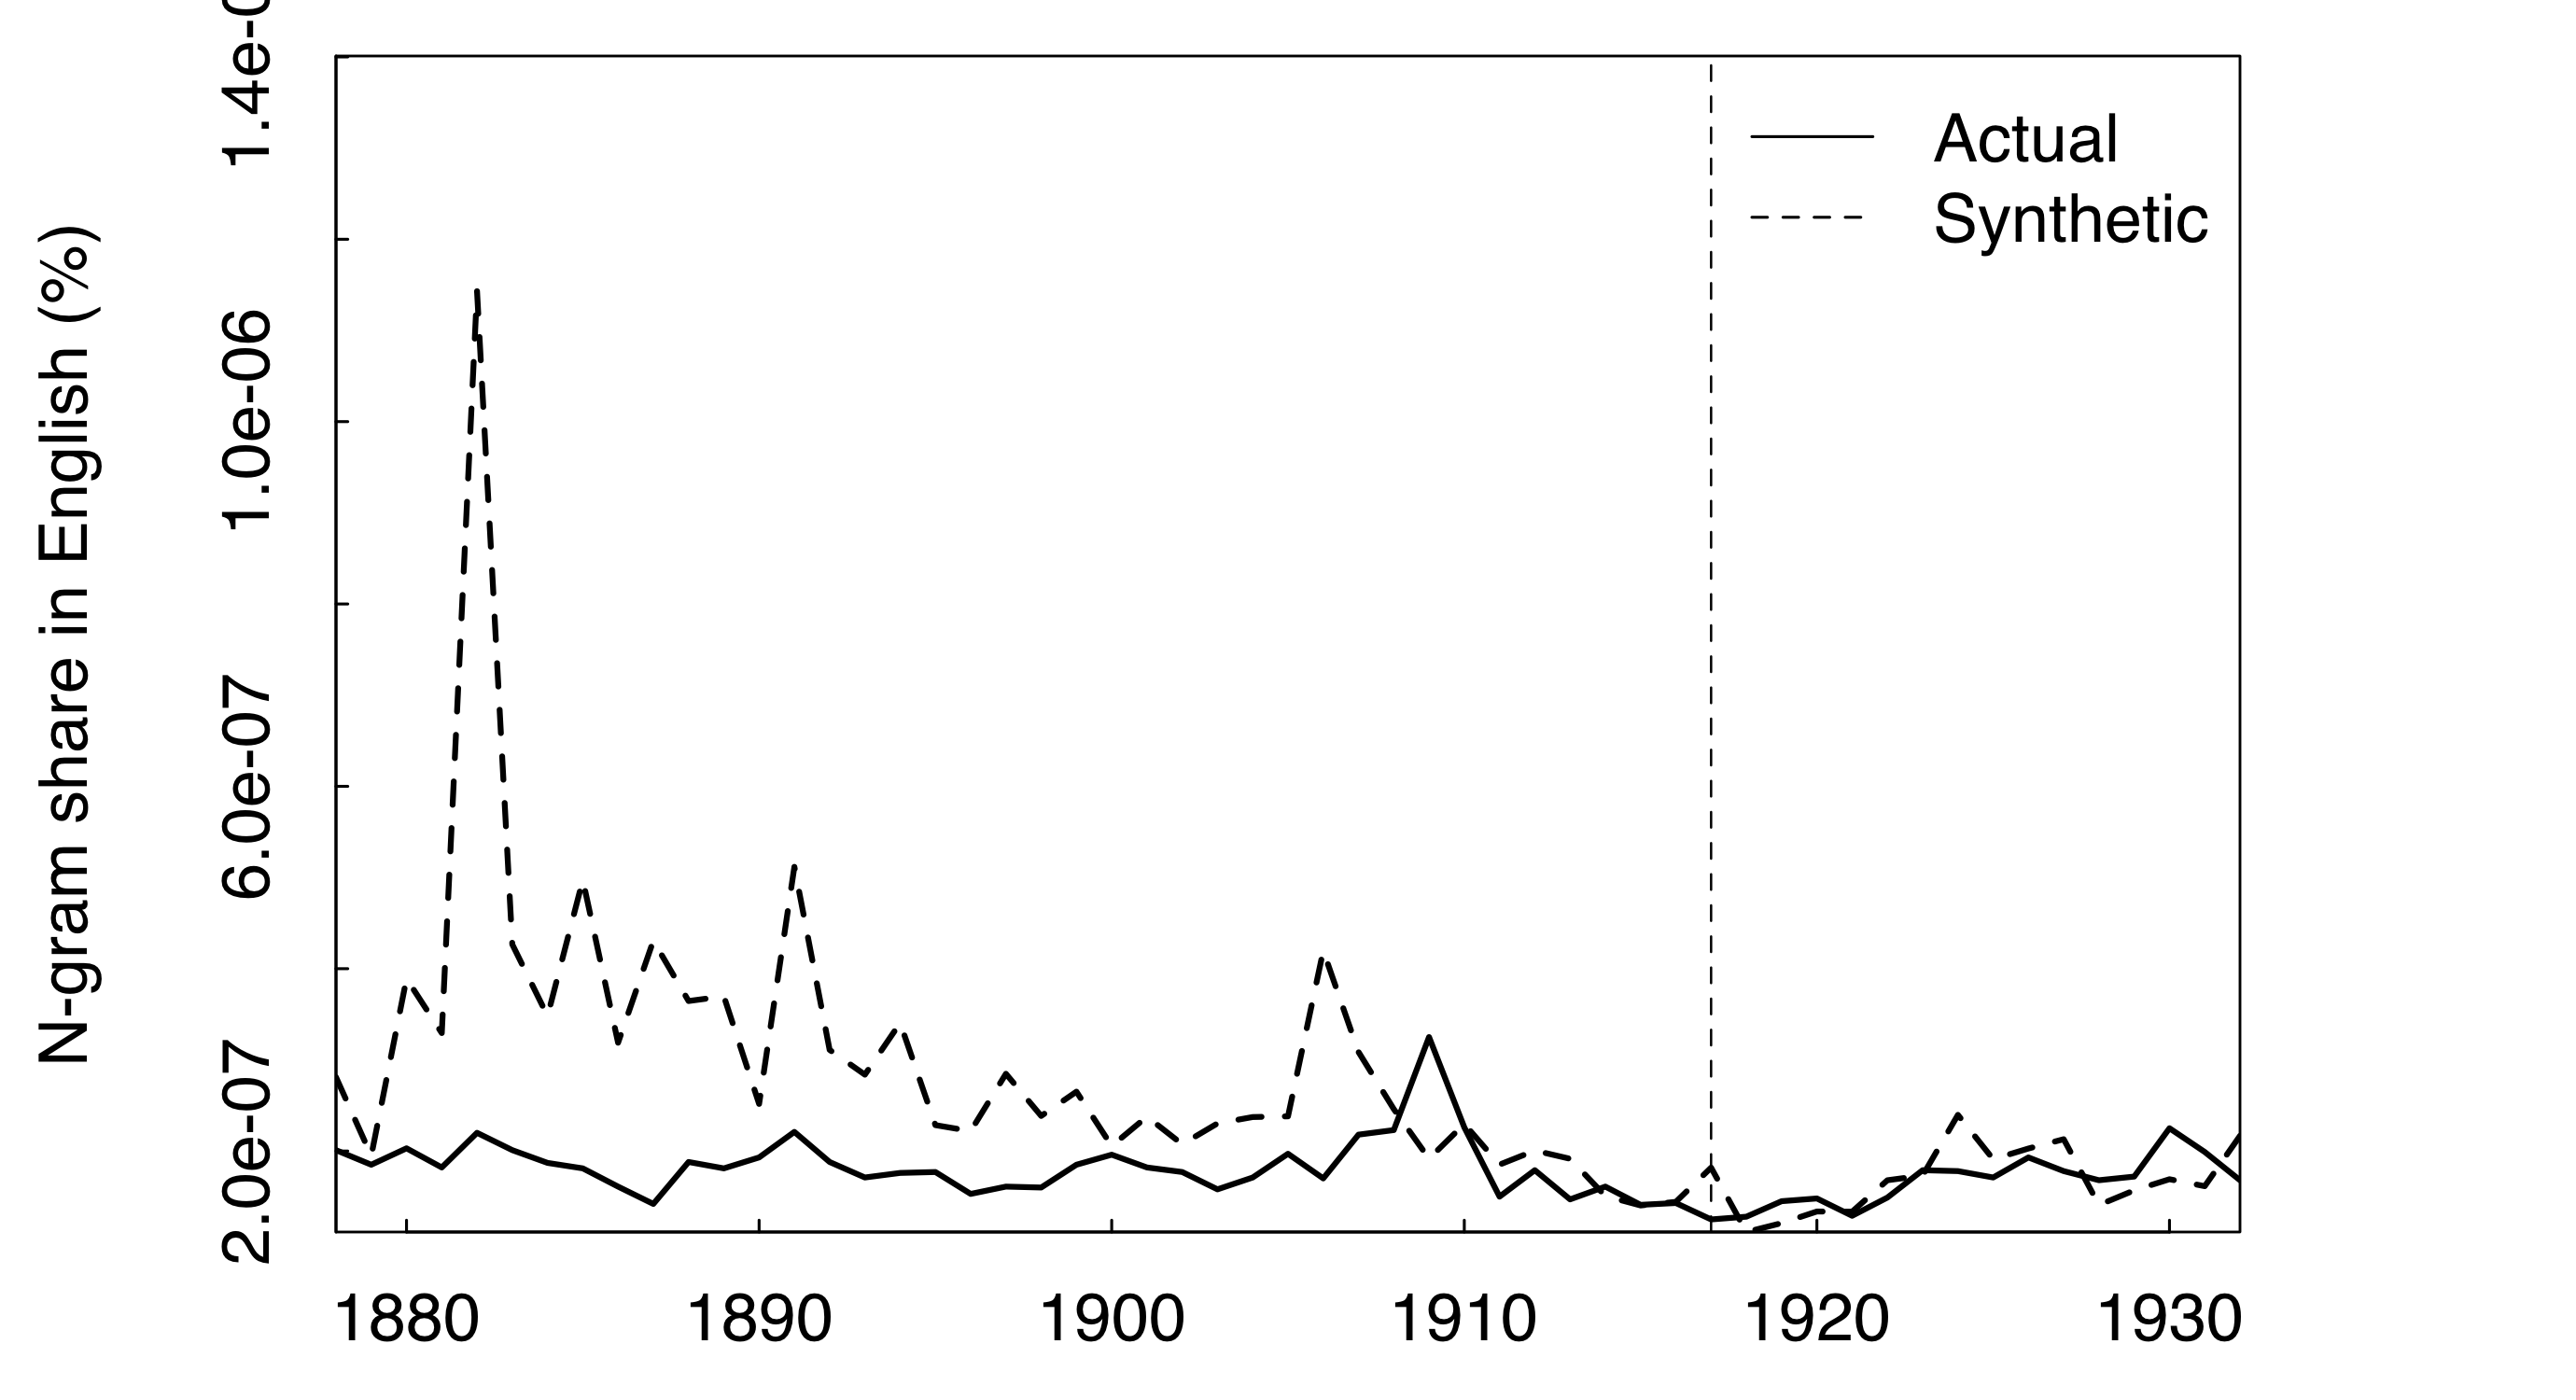 N-gram share in English (%)
1.4e-0
1.0e-06
6.0e-07
2.0e-07
Actual
Synthetic
1880 1890 1900 1910 1920 1930